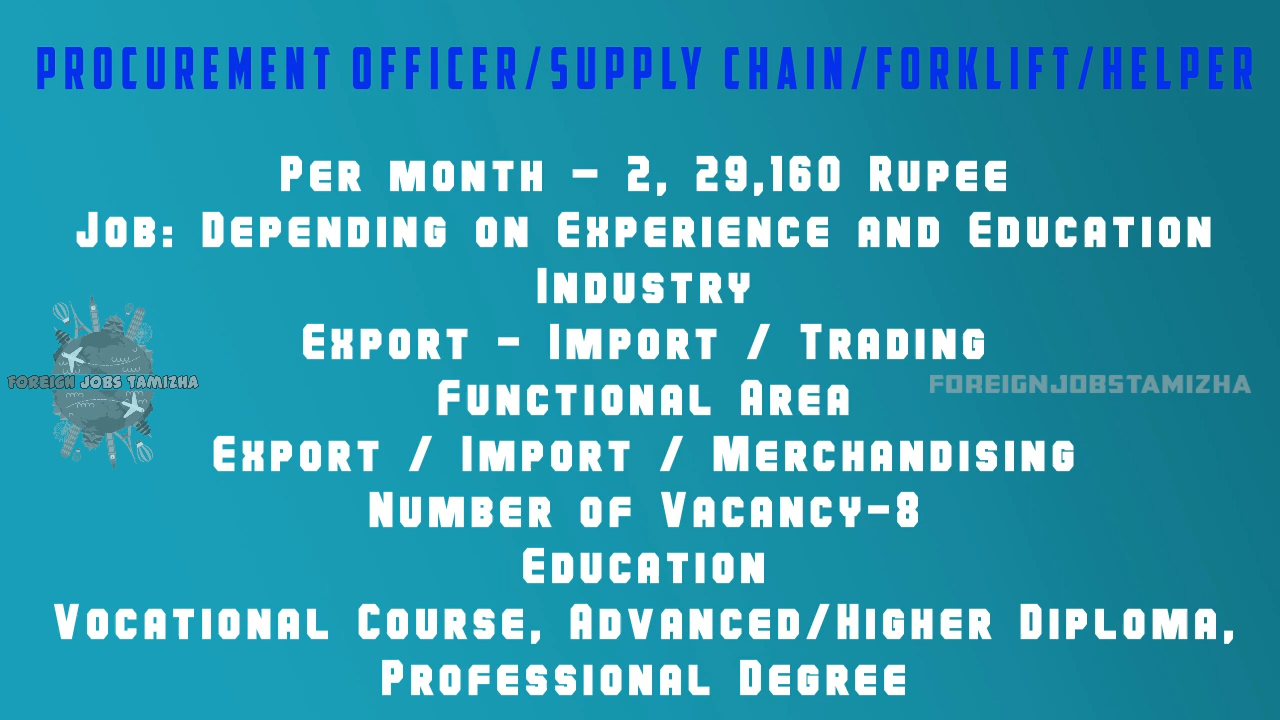 PROCUREMENT OFFICER/SUPPLY CHAIN/FORKLIFT/HELPER
PER MONTH – 2, 29,160 RUPEE
JOB: DEPENDING ON EXPERIENCE AND EDUCATION
INDUSTRY
EXPORT – IMPORT / TRADING
FOREIGN JOBS TAMIZHA
FOREIGNJOBSTAMIZHA
FUNCTIONAL AREA
EXPORT / IMPORT / MERCHANDISING
NUMBER OF VACANCY-8
EDUCATION
VOCATIONAL COURSE, ADVANCED/HIGHER DIPLOMA,
PROFESSIONAL DEGREE